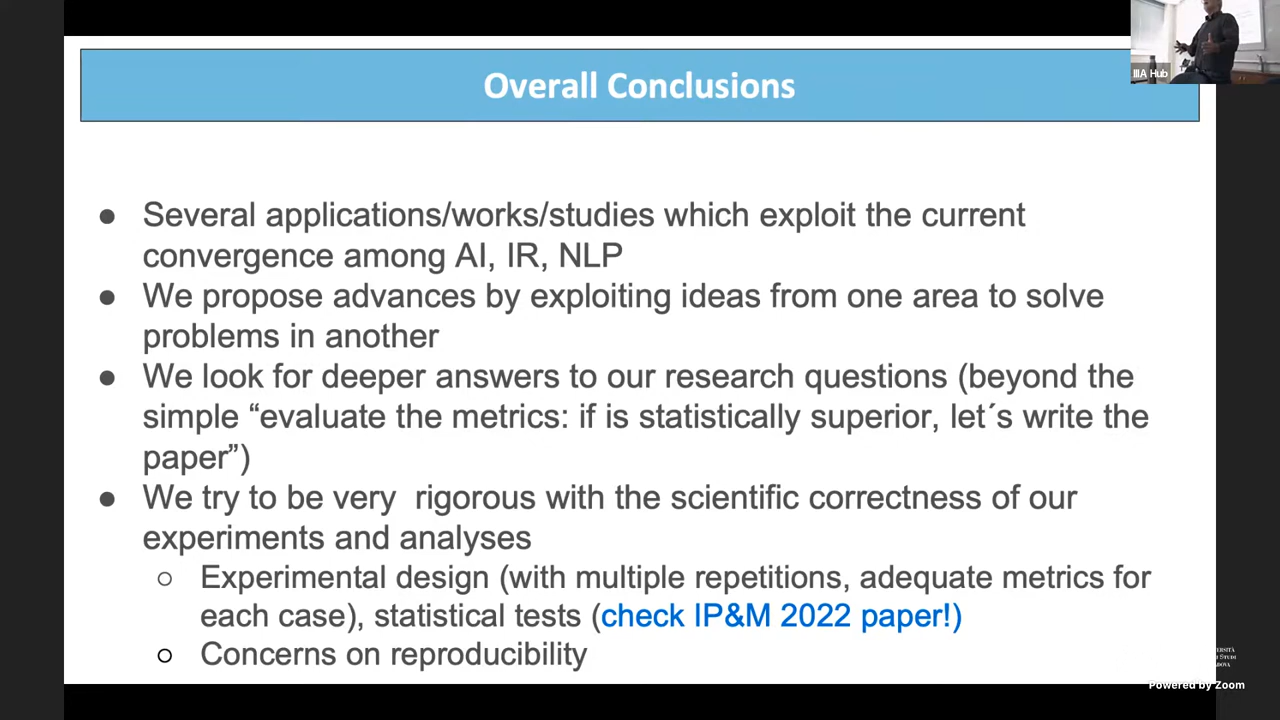 Overall Conclusions
IIIA Hub
● Several applications/works/studies which exploit the current
convergence among AI, IR, NLP
● We propose advances by exploiting ideas from one area to solve
problems in another
● We look for deeper answers to our research questions (beyond the
simple “evaluate the metrics: if is statistically superior, let´s write the
paper”)
● We try to be very  rigorous with the scientific correctness of our
experiments and analyses
○ Experimental design (with multiple repetitions, adequate metrics for
each case), statistical tests (check IP&M 2022 paper!)
○ Concerns on reproducibility
Powered by Zoom